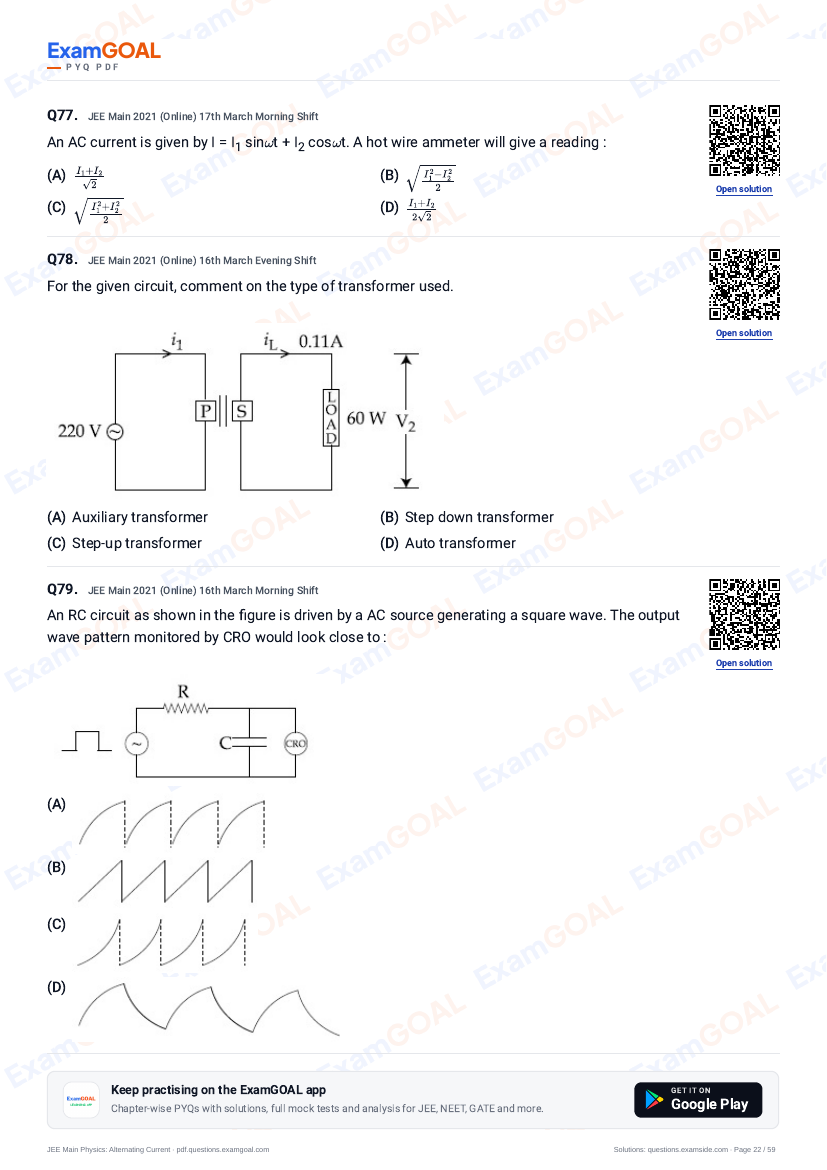 ExamGOAL
PYQ PDF
Q77. JEE Main 2021 (Online) 17th March Morning Shift
An AC current is given by I = I₁ sinωt + I₂ cosωt. A hot wire ammeter will give a reading :
(A) (I₁+I₂)/√2
(B) √((I₁²−I₂²)/2)
(C) √((I₁²+I₂²)/2)
(D) (I₁+I₂)/(2√2)
Open solution
Q78. JEE Main 2021 (Online) 16th March Evening Shift
For the given circuit, comment on the type of transformer used.
Open solution
i₁ i_L 0.11A
P S
LOAD
220 V ~ 60 W V₂
(A) Auxiliary transformer
(B) Step down transformer
(C) Step-up transformer
(D) Auto transformer
Q79. JEE Main 2021 (Online) 16th March Morning Shift
An RC circuit as shown in the figure is driven by a AC source generating a square wave. The output
wave pattern monitored by CRO would look close to :
Open solution
R
~ C CRO
(A)
(B)
(C)
(D)
ExamGOAL
Keep practising on the ExamGOAL app
Chapter-wise PYQs with solutions, full mock tests and analysis for JEE, NEET, GATE and more.
GET IT ON
Google Play
JEE Main Physics: Alternating Current · pdf.questions.examgoal.com
Solutions: questions.examside.com · Page 22 / 59